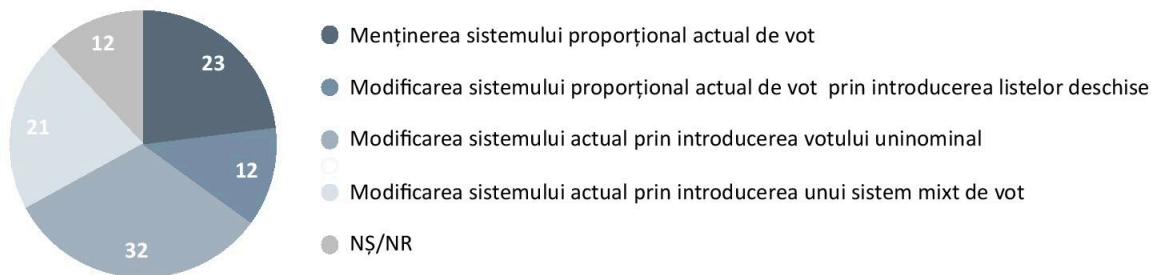 12
23
21
12
32
Menținerea sistemului proporțional actual de vot
Modificarea sistemului proporțional actual de vot prin introducerea listelor deschise
Modificarea sistemului actual prin introducerea votului uninominal
Modificarea sistemului actual prin introducerea unui sistem mixt de vot
NȘ/NR